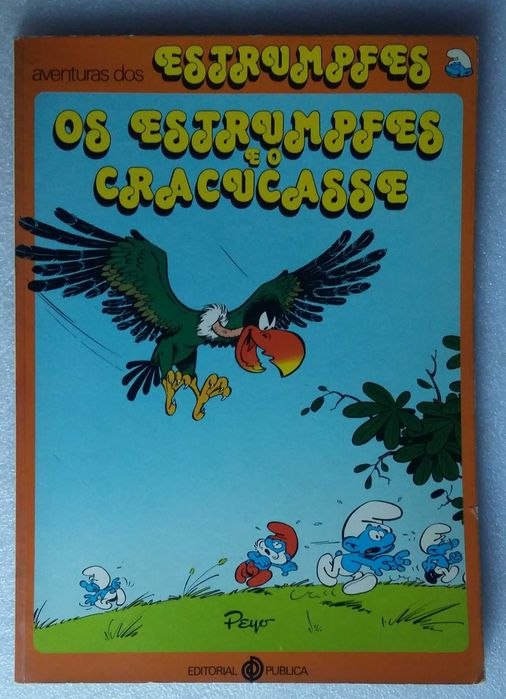 aventuras dos ESTRUMPFES
OS ESTRUMPFES
E O
CRACUCASSE
Peyo
EDITORIAL PUBLICA